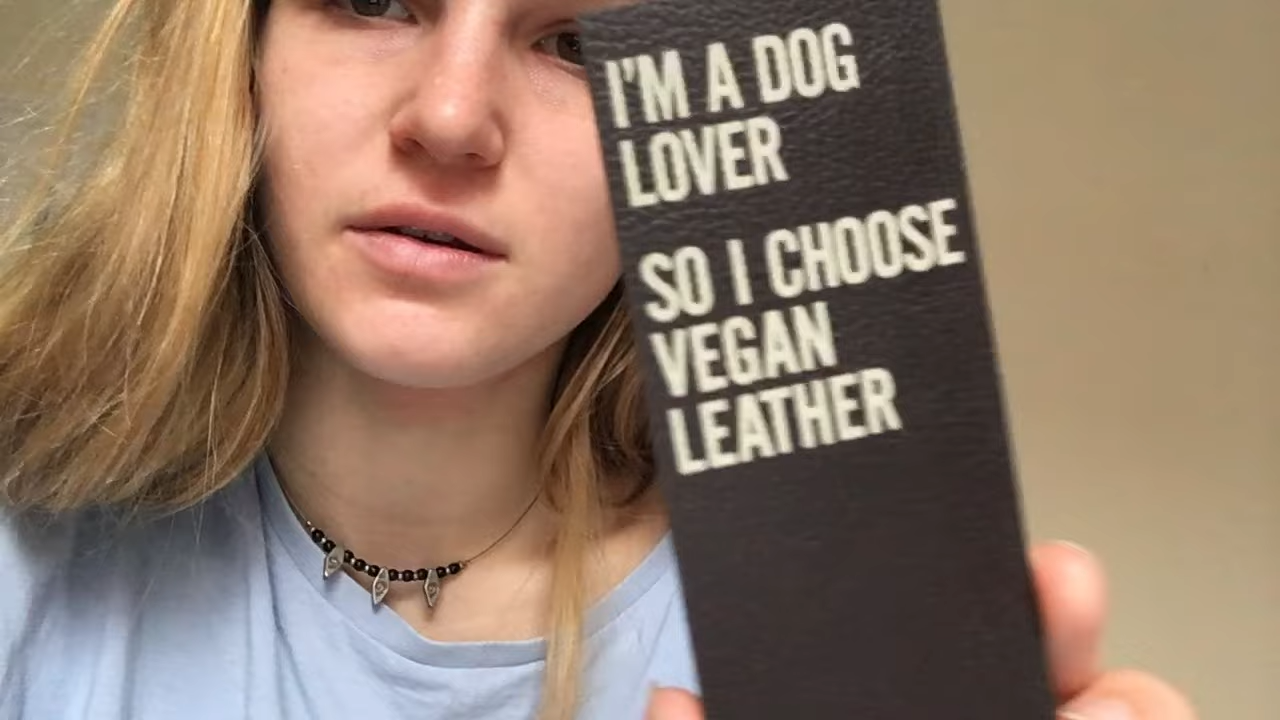 I'M A DOG
LOVER
SO I CHOOSE
VEGAN
LEATHER